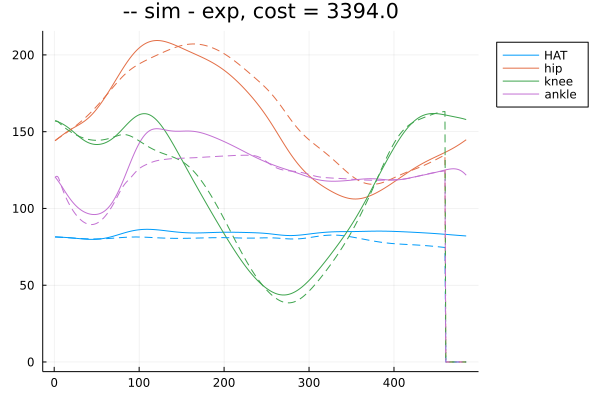 -- sim - exp, cost = 3394.0
200
150
100
50
0
0 100 200 300 400
HAT
hip
knee
ankle